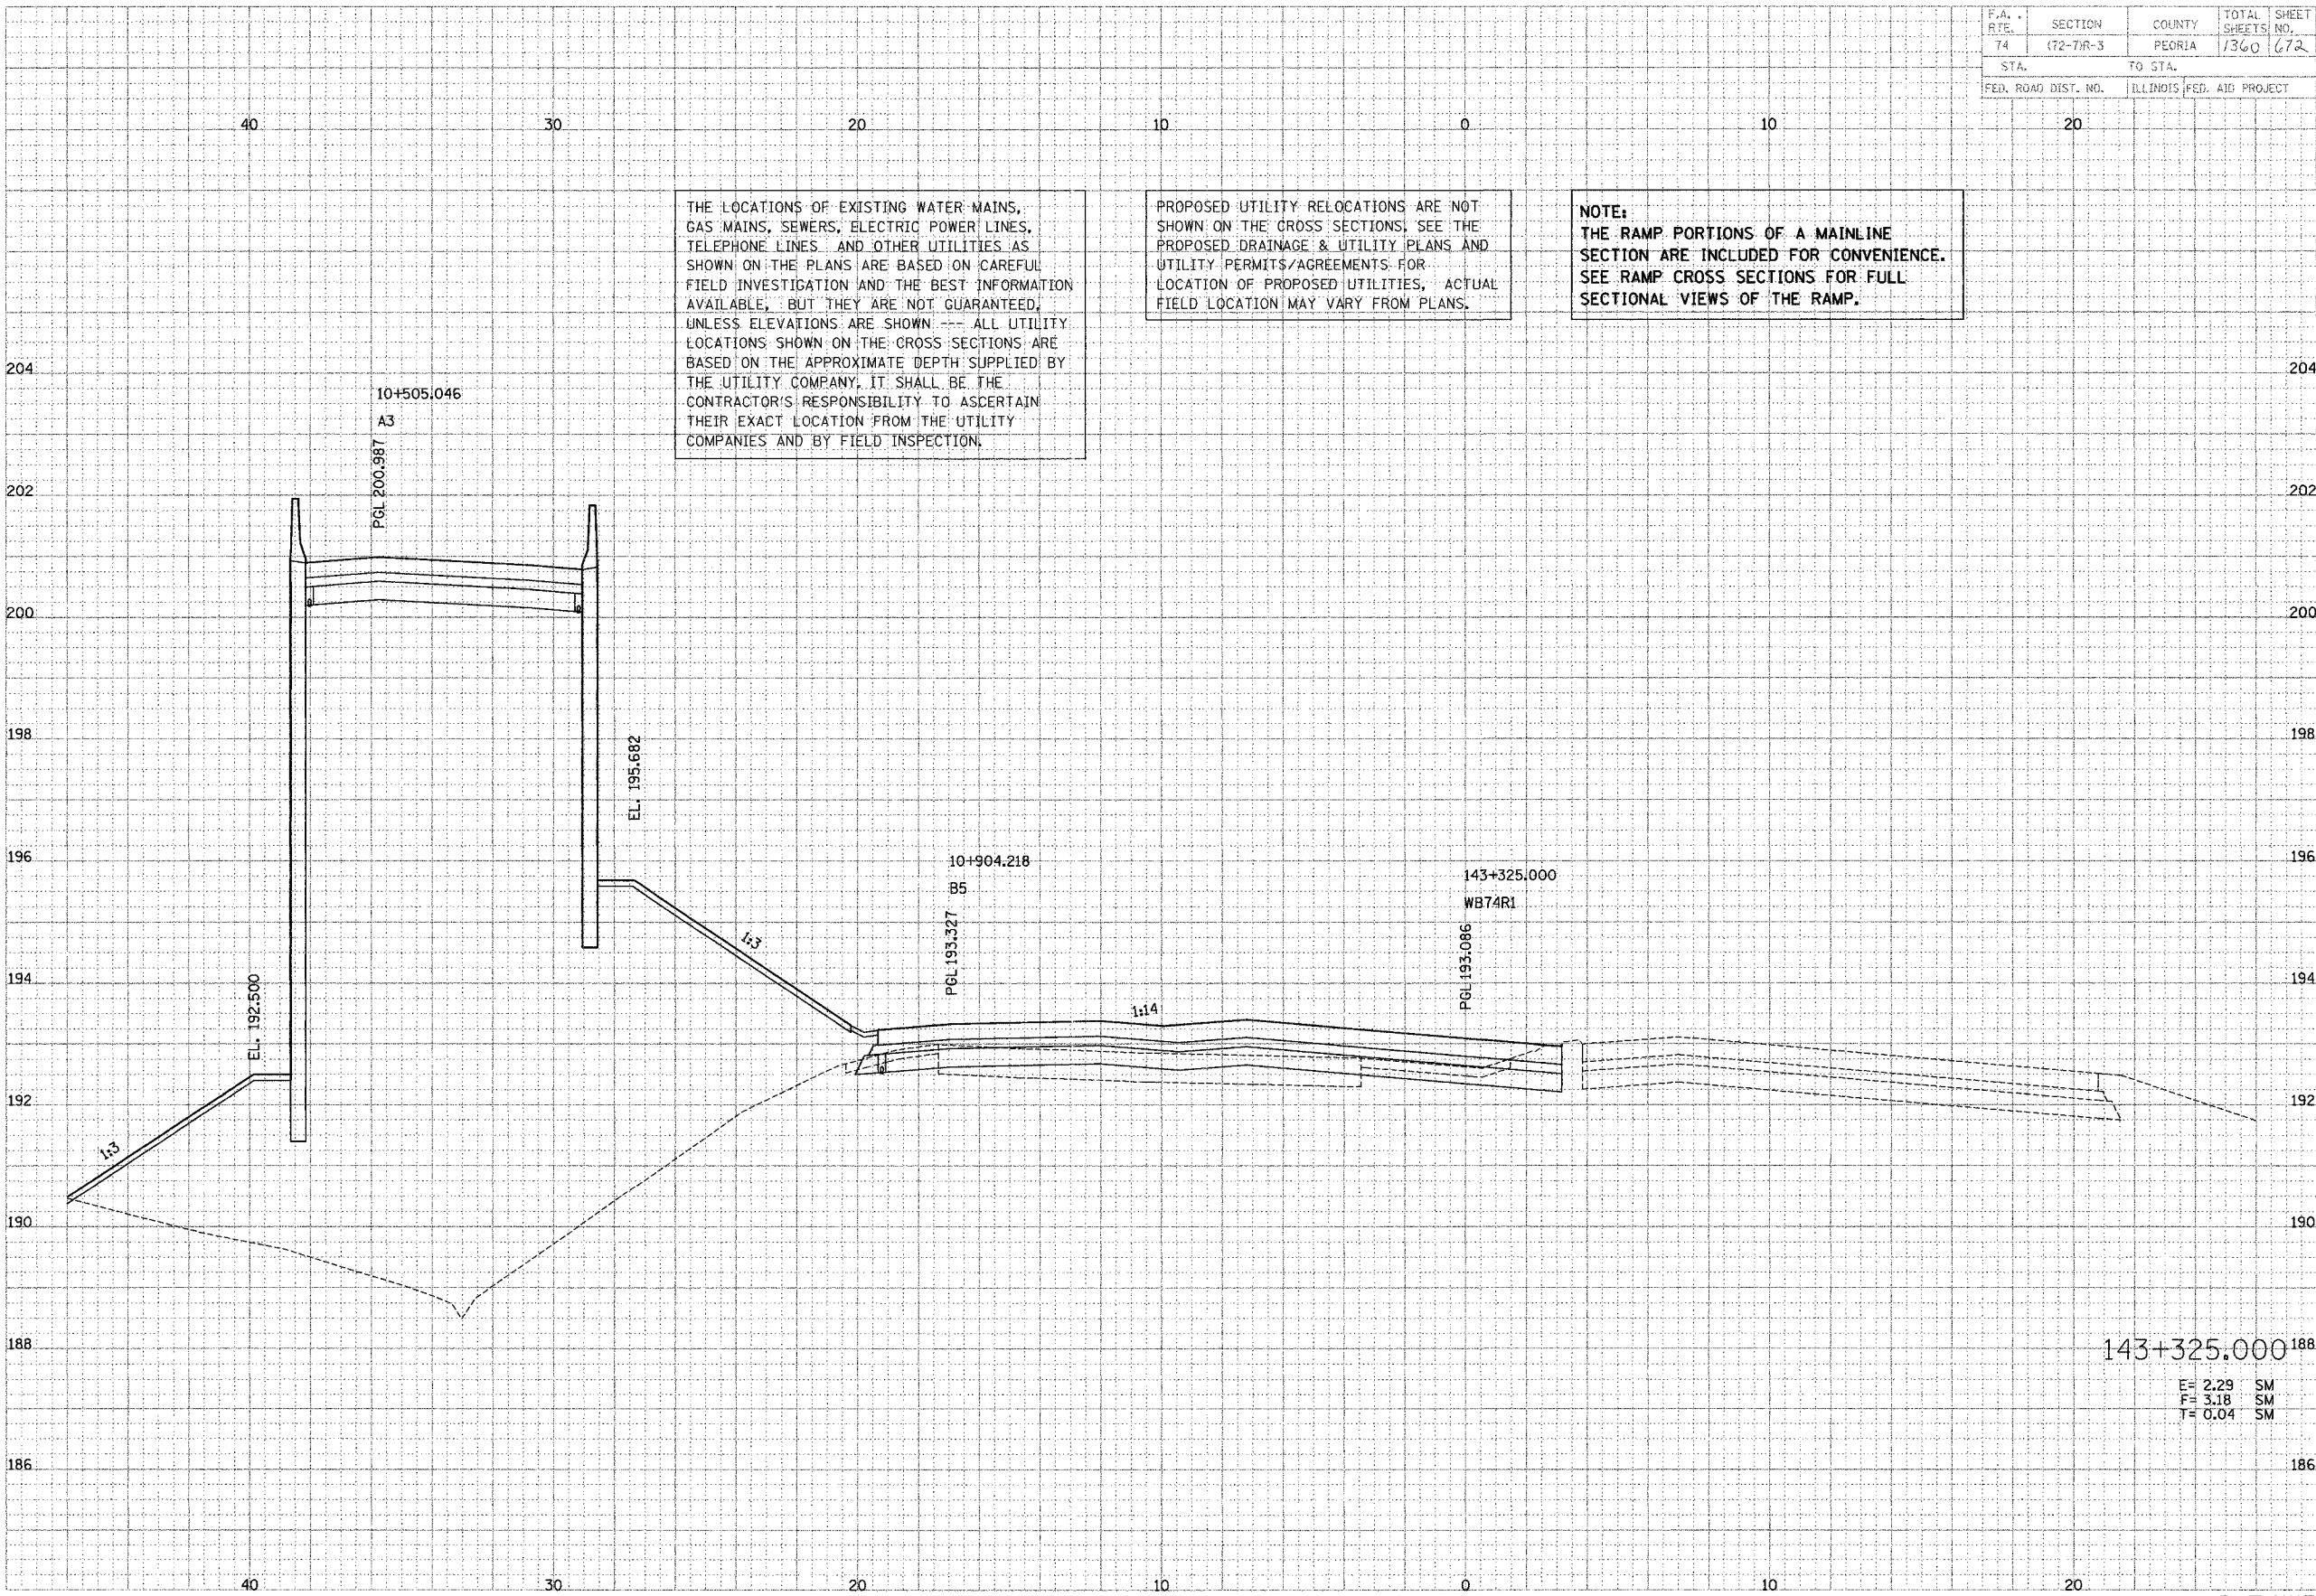 F.A. RTE. SECTION COUNTY TOTAL SHEETS SHEET NO.
74 (72-7)R-3 PEORIA 1360 672
STA. TO STA.
FED. ROAD DIST. NO. ILLINOIS FED. AID PROJECT
40 30 20 10 0 10 20
THE LOCATIONS OF EXISTING WATER MAINS,
GAS MAINS, SEWERS, ELECTRIC POWER LINES,
TELEPHONE LINES AND OTHER UTILITIES AS
SHOWN ON THE PLANS ARE BASED ON CAREFUL
FIELD INVESTIGATION AND THE BEST INFORMATION
AVAILABLE, BUT THEY ARE NOT GUARANTEED,
UNLESS ELEVATIONS ARE SHOWN --- ALL UTILITY
LOCATIONS SHOWN ON THE CROSS SECTIONS ARE
BASED ON THE APPROXIMATE DEPTH SUPPLIED BY
THE UTILITY COMPANY. IT SHALL BE THE
CONTRACTOR'S RESPONSIBILITY TO ASCERTAIN
THEIR EXACT LOCATION FROM THE UTILITY
COMPANIES AND BY FIELD INSPECTION.
PROPOSED UTILITY RELOCATIONS ARE NOT
SHOWN ON THE CROSS SECTIONS. SEE THE
PROPOSED DRAINAGE & UTILITY PLANS AND
UTILITY PERMITS/AGREEMENTS FOR
LOCATION OF PROPOSED UTILITIES, ACTUAL
FIELD LOCATION MAY VARY FROM PLANS.
NOTE:
THE RAMP PORTIONS OF A MAINLINE
SECTION ARE INCLUDED FOR CONVENIENCE.
SEE RAMP CROSS SECTIONS FOR FULL
SECTIONAL VIEWS OF THE RAMP.
204 204
10+505.046
A3
PGL 200.987
202 202
200 200
198 198
EL. 195.682
196 196
10+904.218
B5
PGL 193.327
143+325.000
WB74R1
PGL 193.086
1:3
194 194
EL. 192.500
1:14
192 192
1:3
190 190
188 188
143+325.000
E= 2.29 SM
F= 3.18 SM
T= 0.04 SM
186 186
40 30 20 10 0 10 20